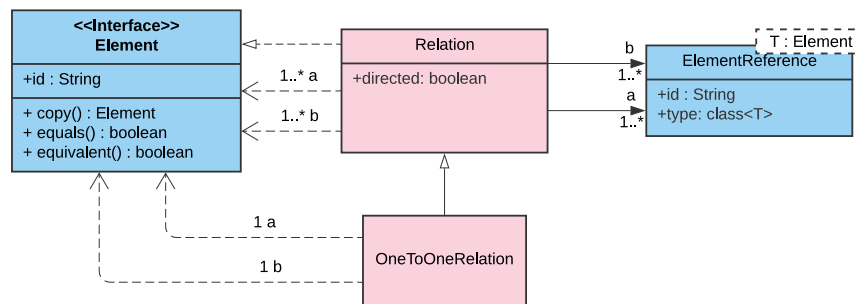 <<Interface>>
Element
+id : String
+ copy() : Element
+ equals() : boolean
+ equivalent() : boolean
1..* a
1..* b
Relation
+directed: boolean
b
1..*
a
1..*
T : Element
ElementReference
+id : String
+type: class<T>
1 a
1 b
OneToOneRelation